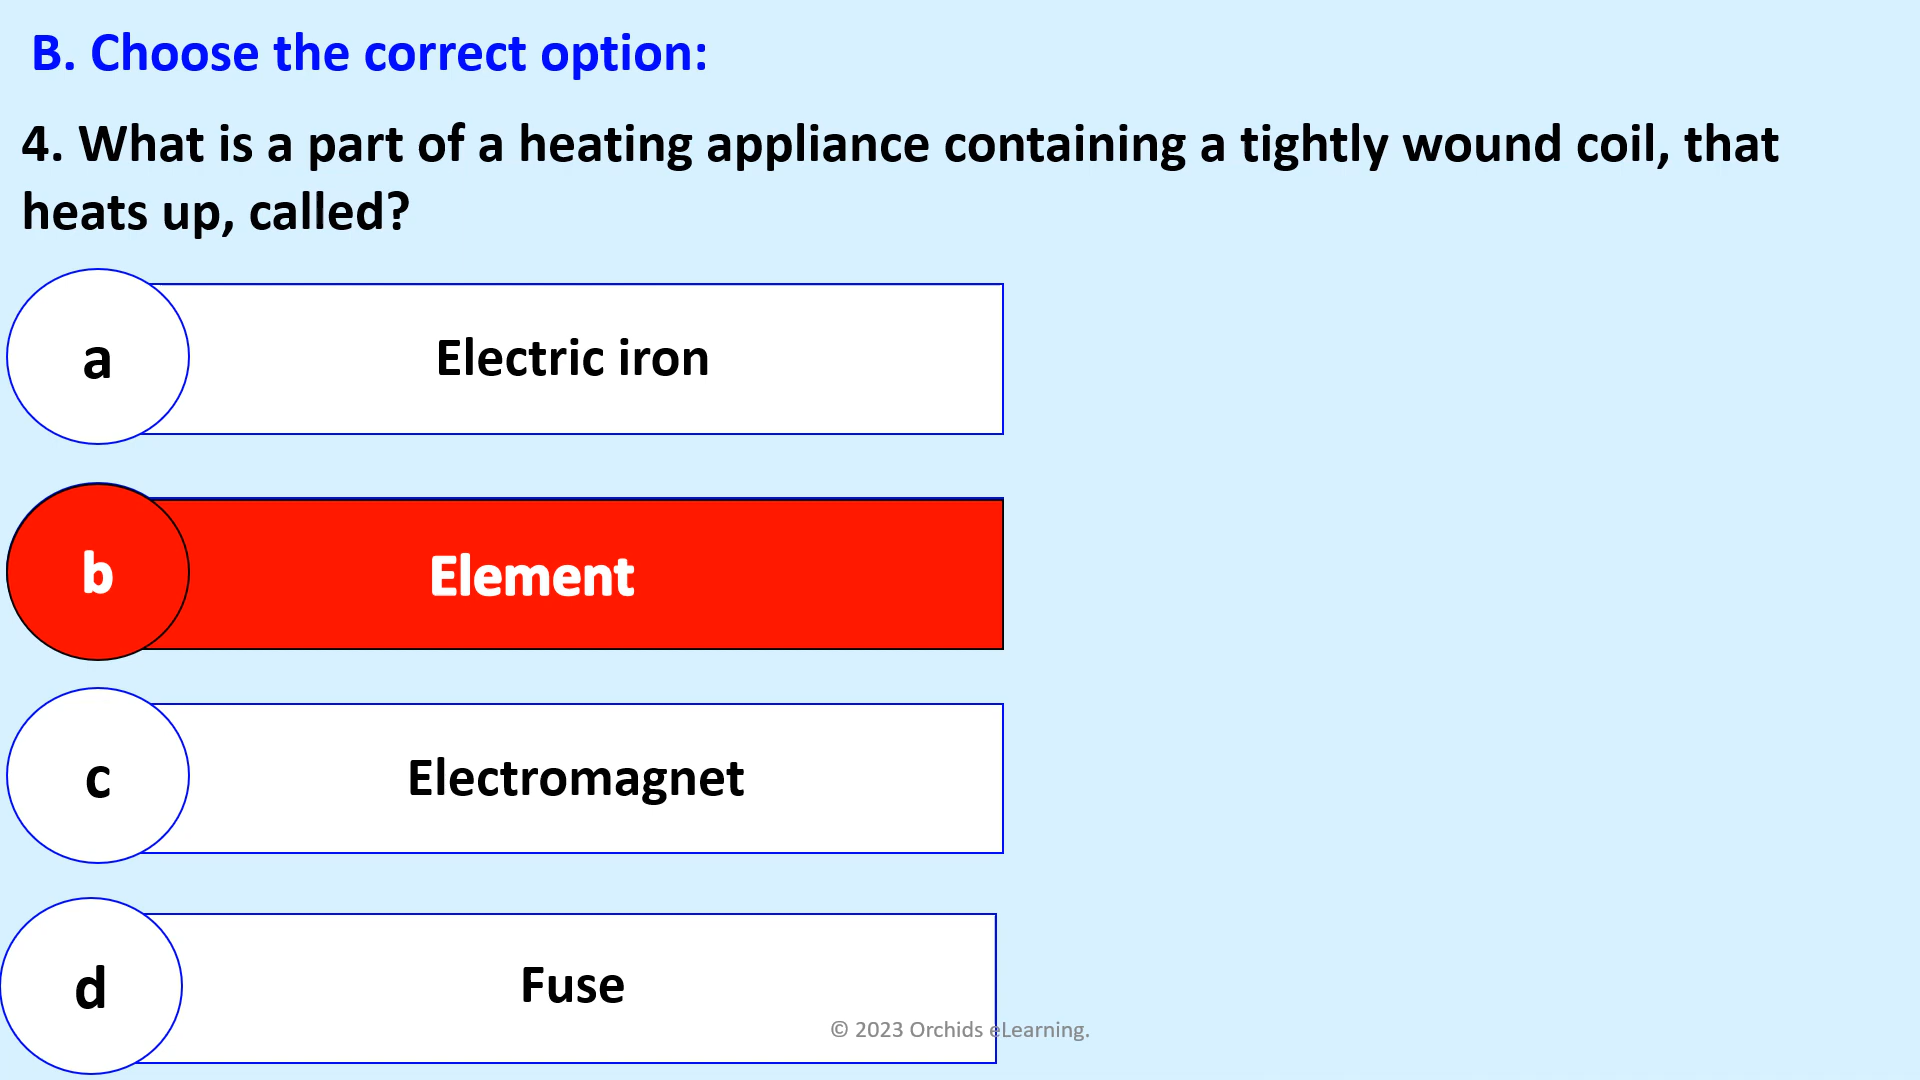 B. Choose the correct option:
4. What is a part of a heating appliance containing a tightly wound coil, that
heats up, called?
a
Electric iron
b
Element
c
Electromagnet
d
Fuse
© 2023 Orchids eLearning.